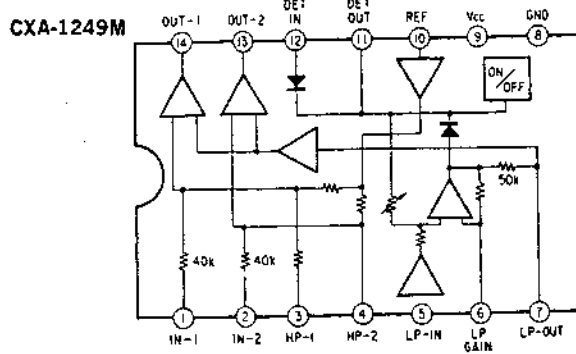 CXA-1249M
OUT-1 OUT-2 DET IN DET OUT REF Vcc GND
14 13 12 11 10 9 8
ON/OFF
50k
40k 40k
1 2 3 4 5 6 7
IN-1 IN-2 HP-1 HP-2 LP-IN LP GAIN LP-OUT